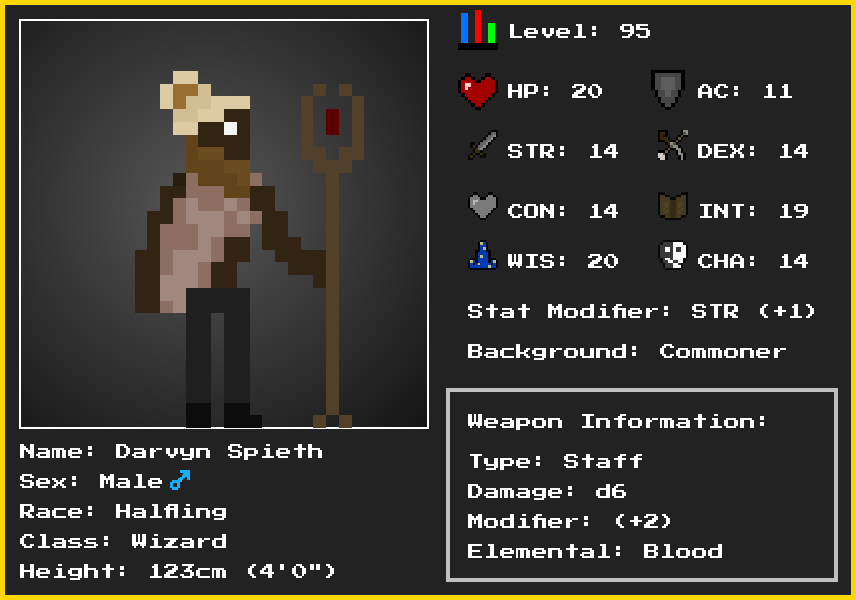 Level: 95
HP: 20
AC: 11
STR: 14
DEX: 14
CON: 14
INT: 19
WIS: 20
CHA: 14
Stat Modifier: STR (+1)
Background: Commoner
Weapon Information:
Type: Staff
Damage: d6
Modifier: (+2)
Elemental: Blood
Name: Darvyn Spieth
Sex: Male♂
Race: Halfling
Class: Wizard
Height: 123cm (4'0")